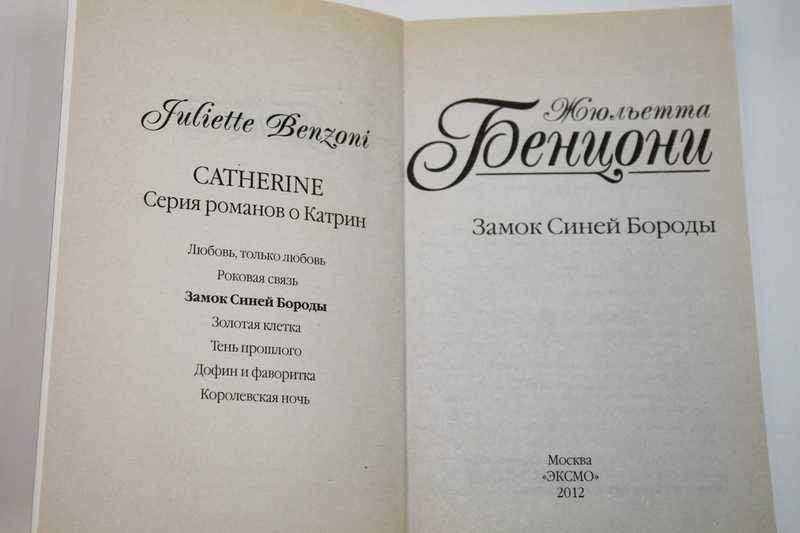 Juliette Benzoni
CATHERINE
Серия романов о Катрин
Любовь, только любовь
Роковая связь
Замок Синей Бороды
Золотая клетка
Тень прошлого
Дофин и фаворитка
Королевская ночь
Жюльетта
Бенцони
Замок Синей Бороды
Москва
«ЭКСМО»
2012